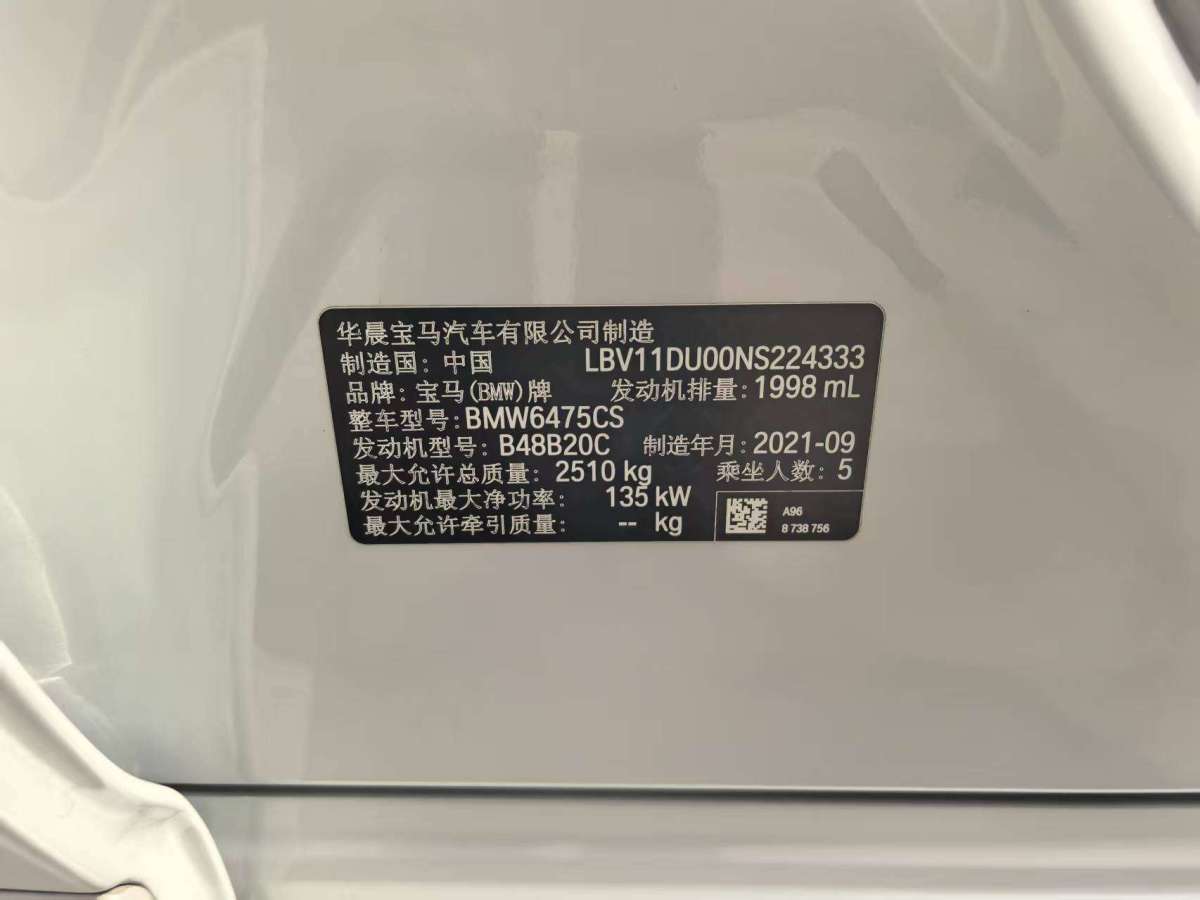 华晨宝马汽车有限公司制造
制造国：中国 LBV11DU00NS224333
品牌：宝马(BMW)牌 发动机排量：1998 mL
整车型号：BMW6475CS
发动机型号：B48B20C 制造年月：2021-09
最大允许总质量：2510 kg 乘坐人数：5
发动机最大净功率：135 kW
最大允许牵引质量：-- kg
A96
8 738 756